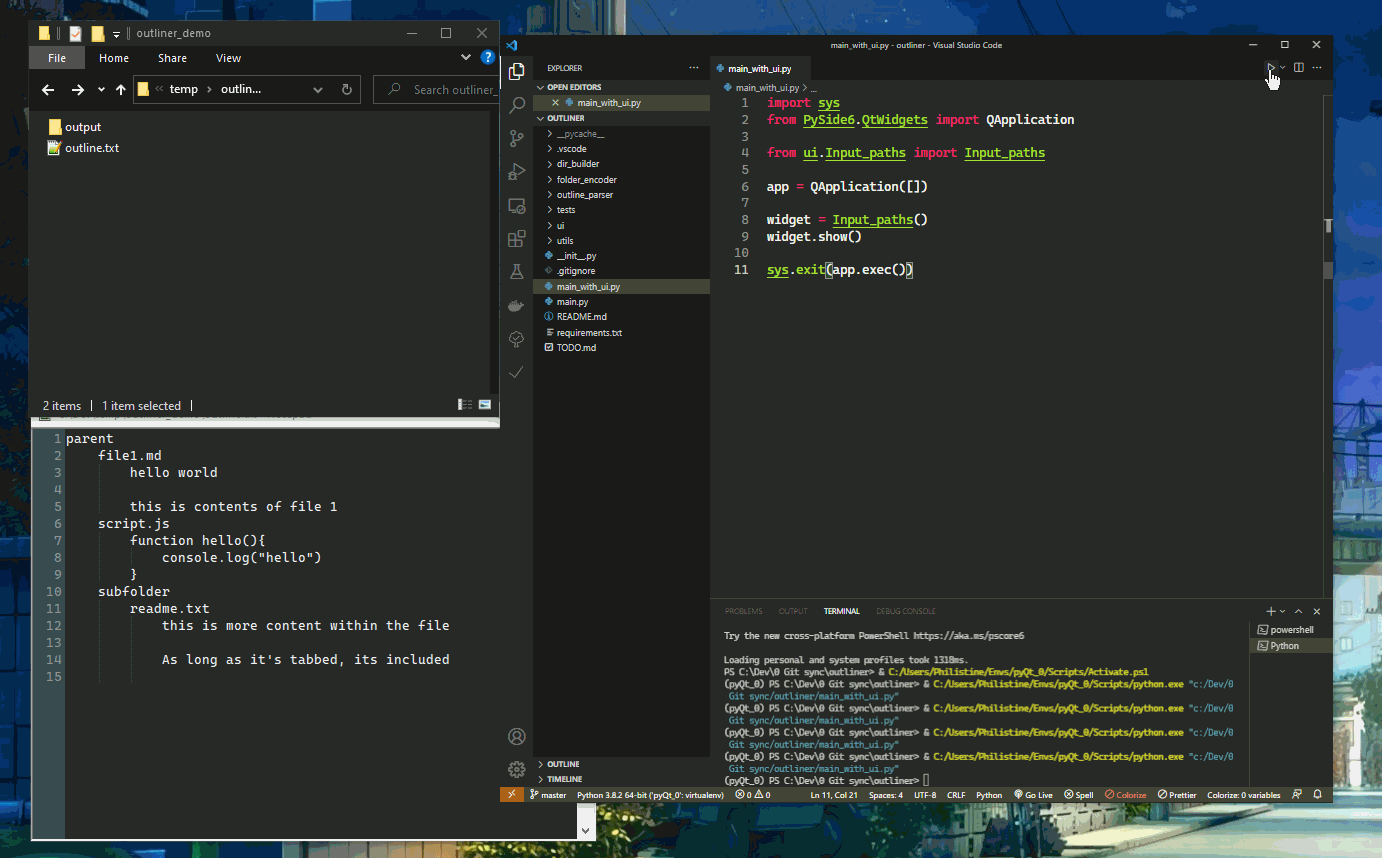 outliner_demo
File Home Share View
temp outlin...
Search outliner_
output
outline.txt
2 items 1 item selected
1 parent
2 file1.md
3 hello world
4
5 this is contents of file 1
6 script.js
7 function hello(){
8 console.log("hello")
9 }
10 subfolder
11 readme.txt
12 this is more content within the file
13
14 As long as it's tabbed, its included
15
main_with_ui.py - outliner - Visual Studio Code
EXPLORER
OPEN EDITORS
main_with_ui.py
OUTLINER
__pycache__
.vscode
dir_builder
folder_encoder
outline_parser
tests
ui
utils
__init__.py
.gitignore
main_with_ui.py
main.py
README.md
requirements.txt
TODO.md
OUTLINE
TIMELINE
main_with_ui.py
main_with_ui.py > ...
1 import sys
2 from PySide6.QtWidgets import QApplication
3
4 from ui.Input_paths import Input_paths
5
6 app = QApplication([])
7
8 widget = Input_paths()
9 widget.show()
10
11 sys.exit(app.exec())
PROBLEMS OUTPUT TERMINAL DEBUG CONSOLE
powershell
Python
Try the new cross-platform PowerShell https://aka.ms/pscore6
Loading personal and system profiles took 1318ms.
PS C:\Dev\0 Git sync\outliner> & C:/Users/Philistine/Envs/pyQt_0/Scripts/Activate.ps1
(pyQt_0) PS C:\Dev\0 Git sync\outliner> & C:/Users/Philistine/Envs/pyQt_0/Scripts/python.exe "c:/Dev/0
Git sync/outliner/main_with_ui.py"
(pyQt_0) PS C:\Dev\0 Git sync\outliner> & C:/Users/Philistine/Envs/pyQt_0/Scripts/python.exe "c:/Dev/0
Git sync/outliner/main_with_ui.py"
(pyQt_0) PS C:\Dev\0 Git sync\outliner> & C:/Users/Philistine/Envs/pyQt_0/Scripts/python.exe "c:/Dev/0
Git sync/outliner/main_with_ui.py"
(pyQt_0) PS C:\Dev\0 Git sync\outliner> & C:/Users/Philistine/Envs/pyQt_0/Scripts/python.exe "c:/Dev/0
Git sync/outliner/main_with_ui.py"
(pyQt_0) PS C:\Dev\0 Git sync\outliner>
master Python 3.8.2 64-bit ('pyQt_0': virtualenv) 0 0 Ln 11, Col 21 Spaces: 4 UTF-8 CRLF Python Go Live Spell Colorize Prettier Colorize: 0 variables